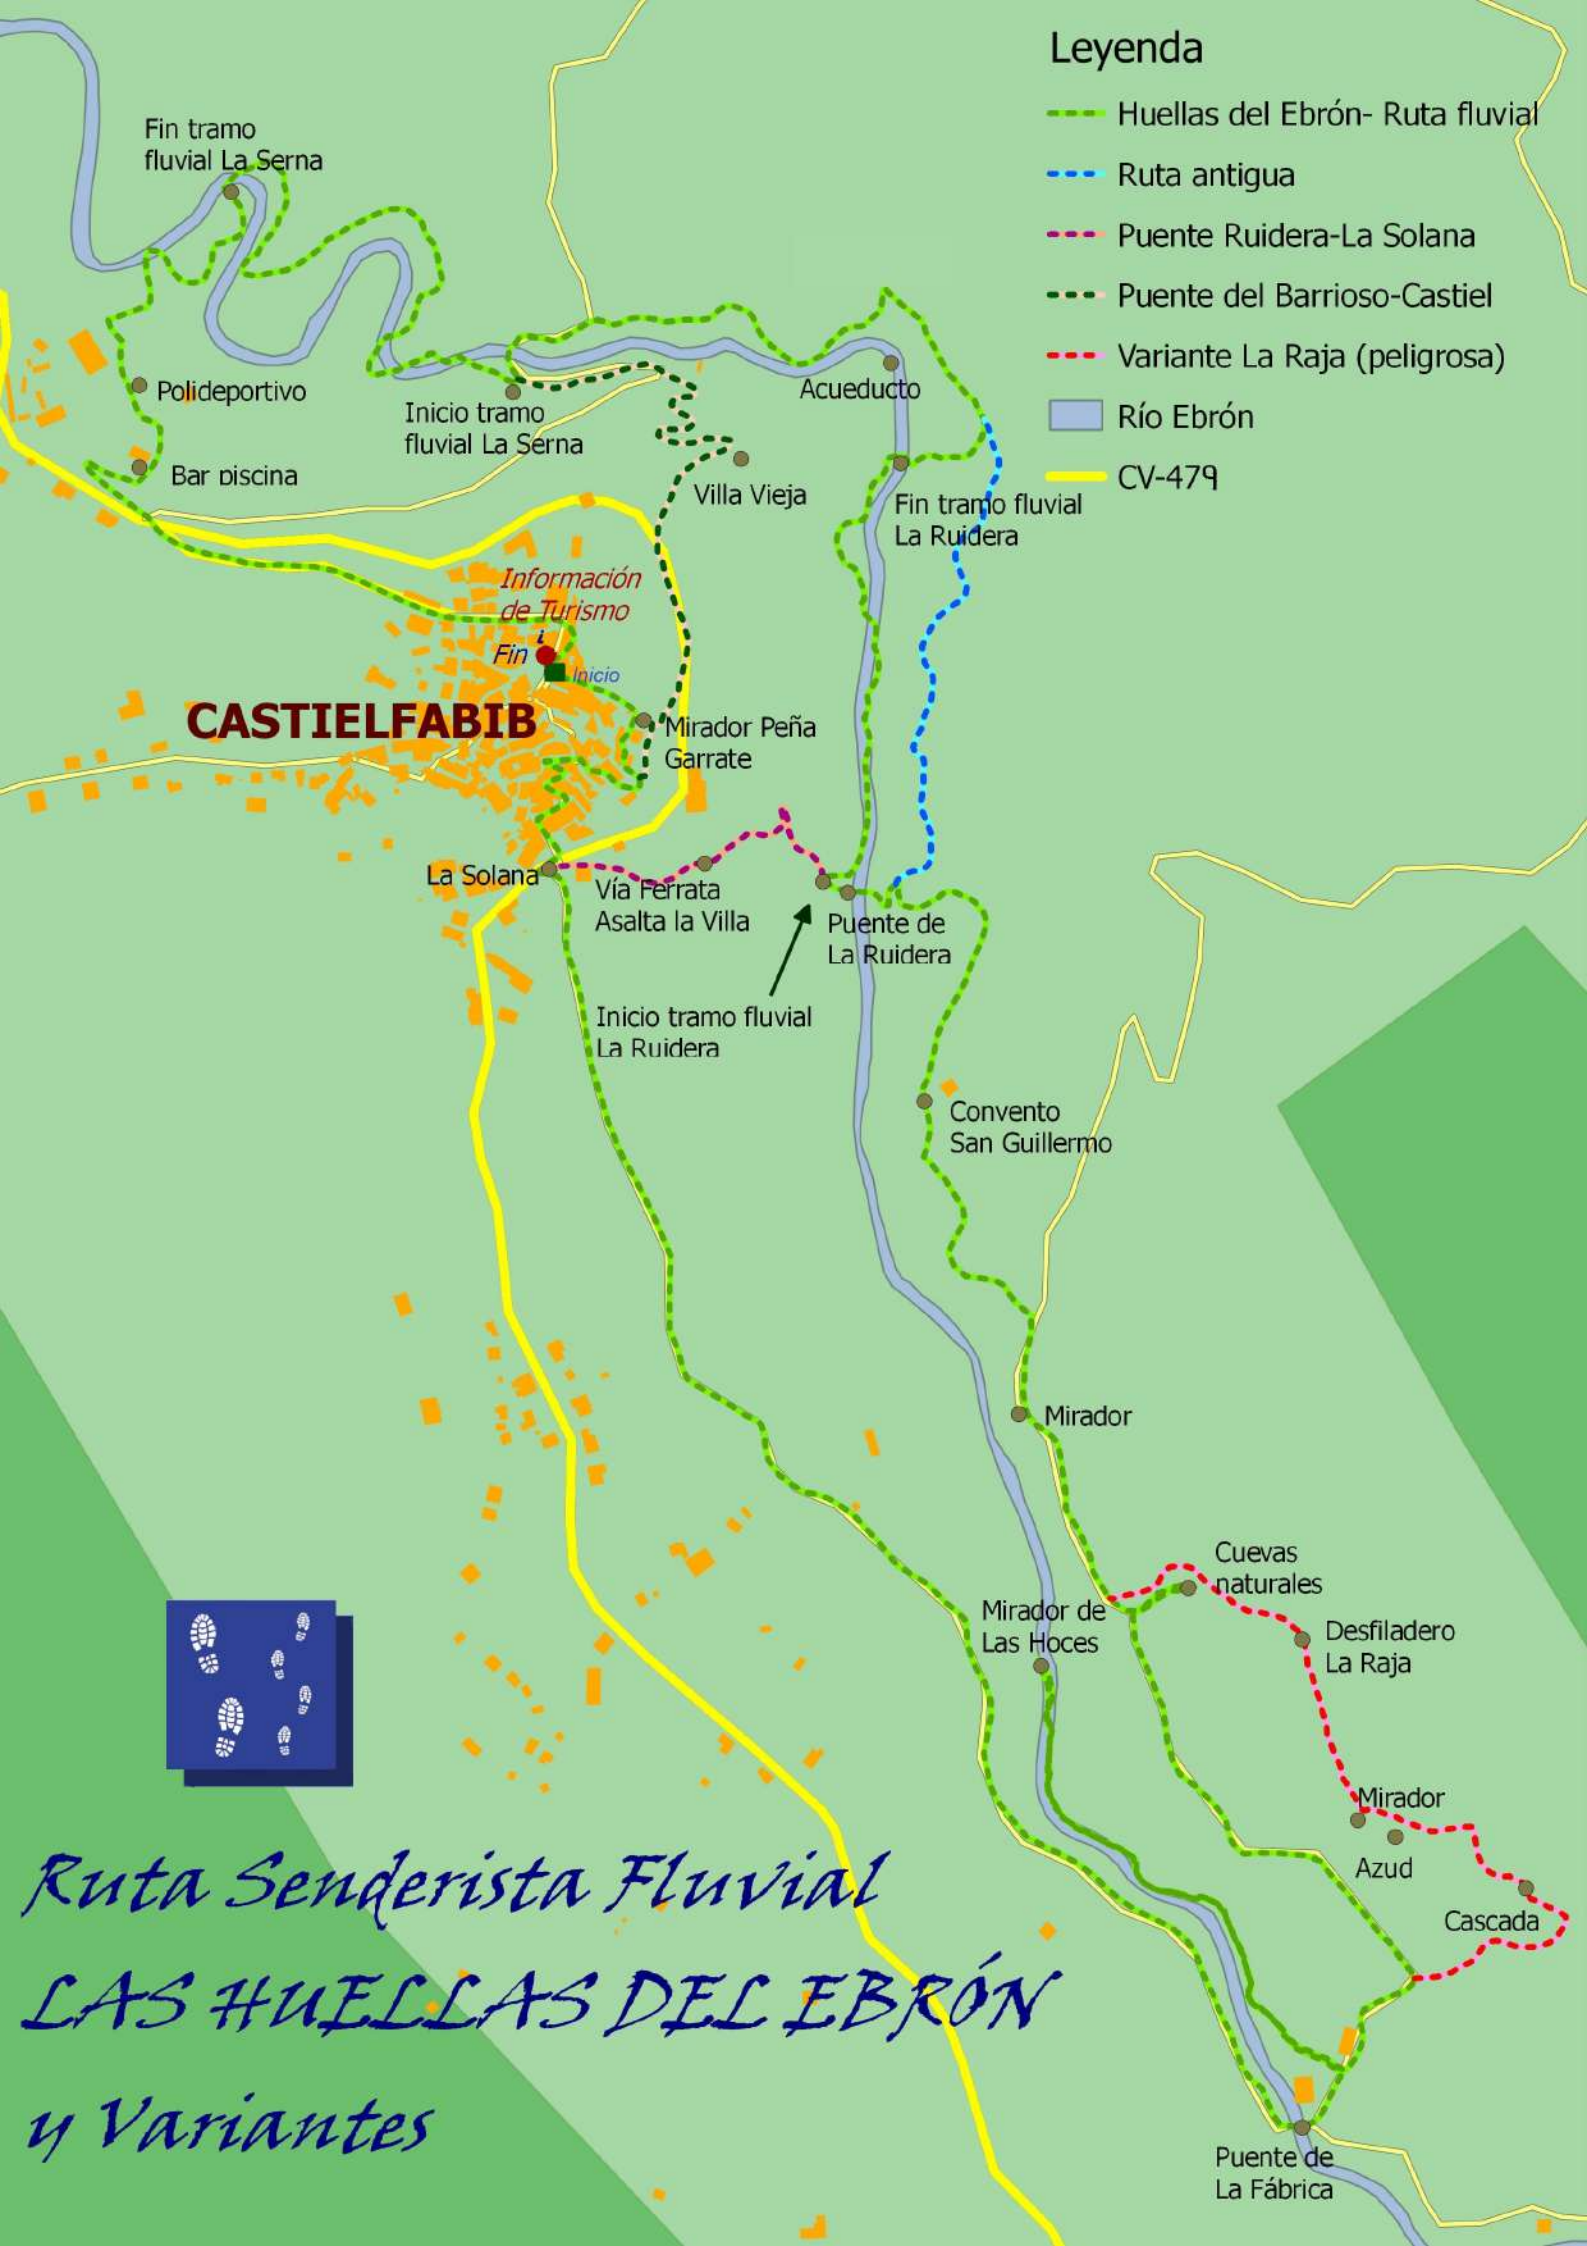 Leyenda
Huellas del Ebrón- Ruta fluvial
Ruta antigua
Puente Ruidera-La Solana
Puente del Barrioso-Castiel
Variante La Raja (peligrosa)
Río Ebrón
CV-479
Fin tramo
fluvial La Serna
Polideportivo
Bar piscina
Inicio tramo
fluvial La Serna
Acueducto
Villa Vieja
Fin tramo fluvial
La Ruidera
Información
de Turismo
i
Fin
Inicio
CASTIELFABIB
Mirador Peña
Garrate
La Solana
Vía Ferrata
Asalta la Villa
Puente de
La Ruidera
Inicio tramo fluvial
La Ruidera
Convento
San Guillermo
Mirador
Cuevas
naturales
Mirador de
Las Hoces
Desfiladero
La Raja
Mirador
Azud
Cascada
Puente de
La Fábrica
Ruta Senderista Fluvial
LAS HUELLAS DEL EBRÓN
y Variantes